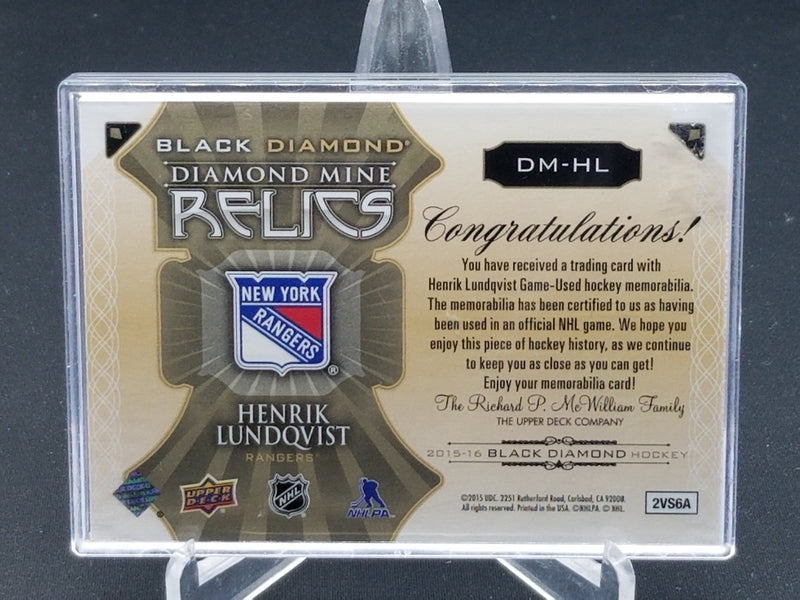 BLACK DIAMOND®
DIAMOND MINE
RELICS
NEW YORK
RANGERS
®
HENRIK
LUNDQVIST
RANGERS®
UPPER
DECK
NHL
NHLPA
DM-HL
Congratulations!
You have received a trading card with
Henrik Lundqvist Game-Used hockey memorabilia.
The memorabilia has been certified to us as having
been used in an official NHL game. We hope you
enjoy this piece of hockey history, as we continue
to keep you as close as you can get!
Enjoy your memorabilia card!
The Richard P. McWilliam Family
THE UPPER DECK COMPANY
2015-16 BLACK DIAMOND HOCKEY
©2015 UDC. 2251 Rutherford Road, Carlsbad, CA 92008.
All rights reserved. Printed in the USA. ©NHLPA. © NHL.
2VS6A